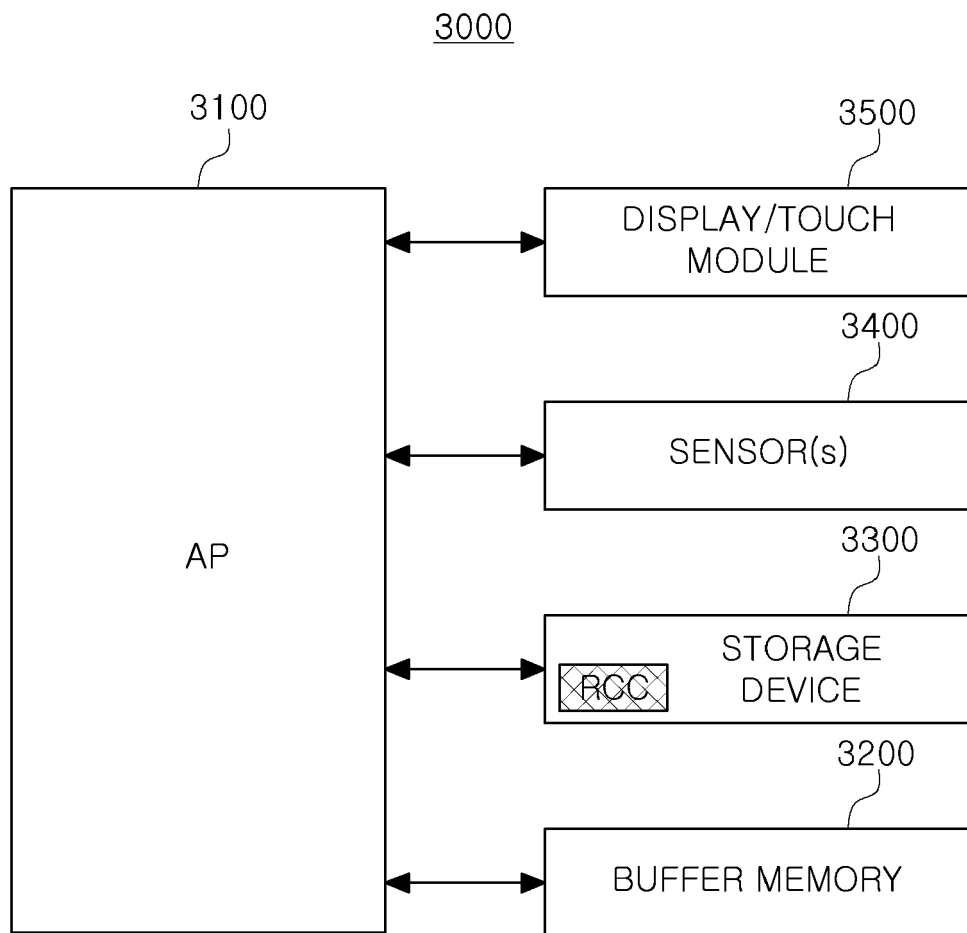 3000
3100
3500
DISPLAY/TOUCH
MODULE
3400
SENSOR(s)
AP
3300
STORAGE
DEVICE
RCC
3200
BUFFER MEMORY